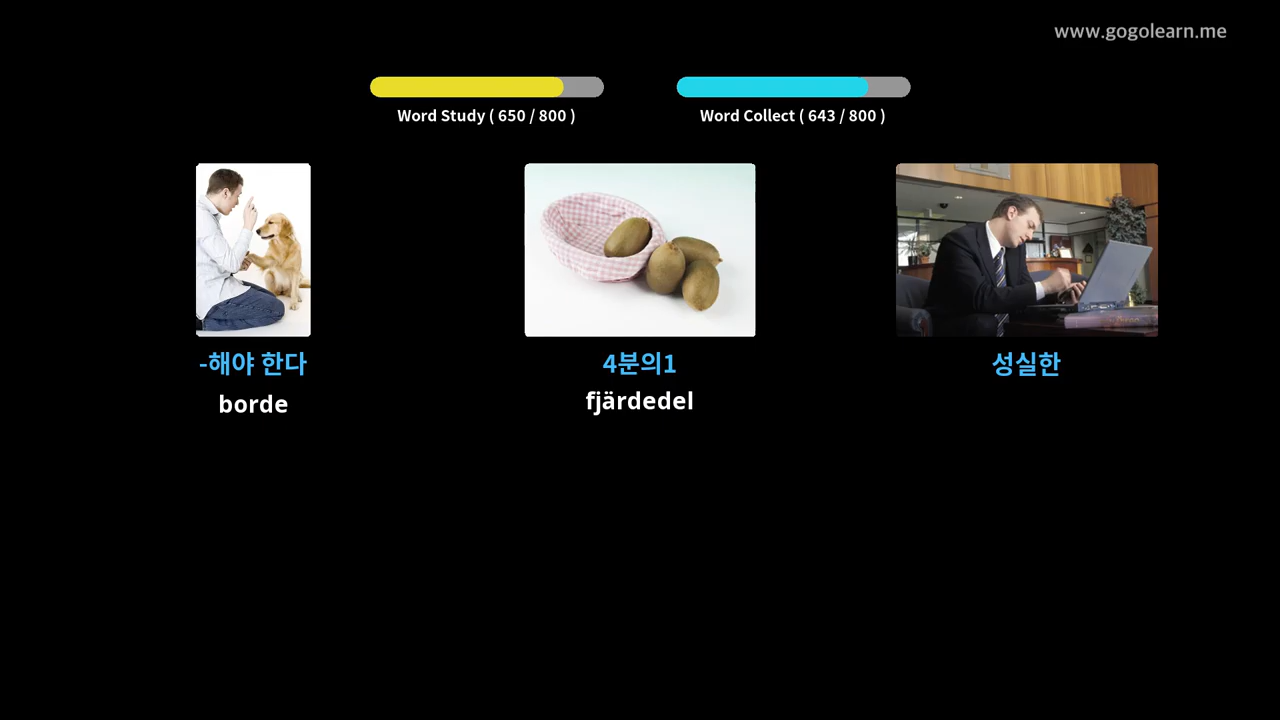 www.gogolearn.me
Word Study ( 650 / 800 )
Word Collect ( 643 / 800 )
-해야 한다
borde
4분의1
fjärdedel
성실한